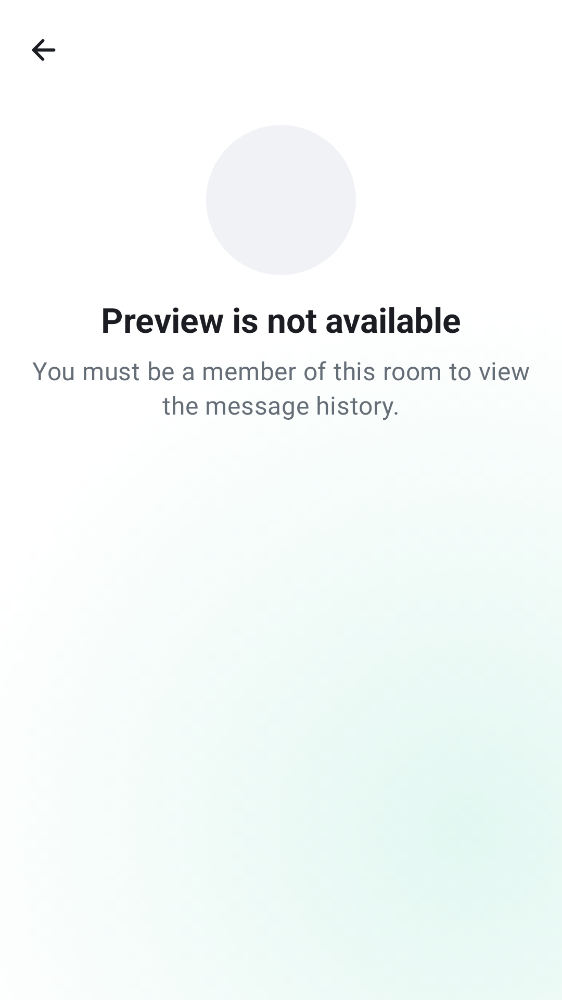 Preview is not available
You must be a member of this room to view
the message history.